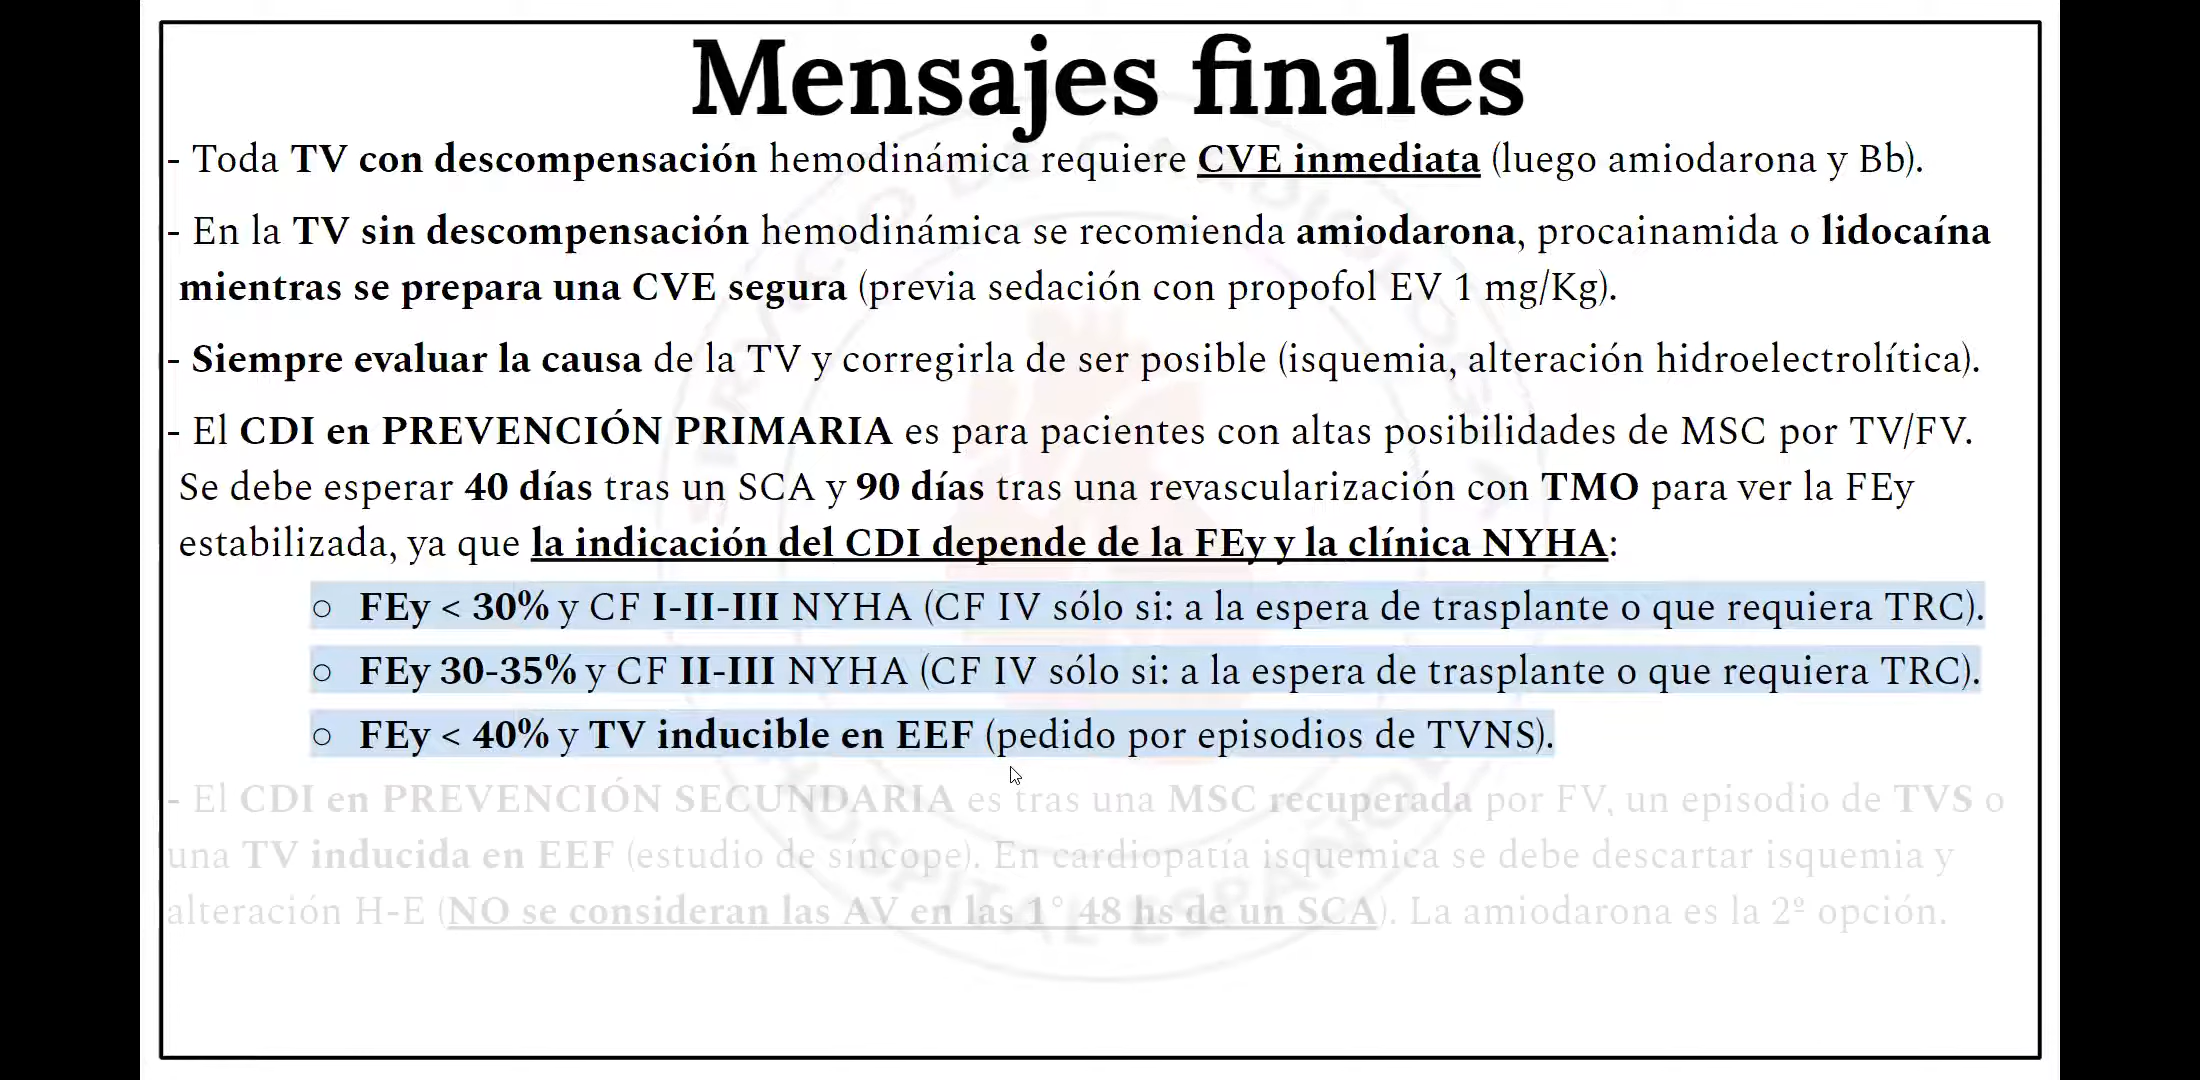 Mensajes finales
- Toda TV con descompensación hemodinámica requiere CVE inmediata (luego amiodarona y Bb).
- En la TV sin descompensación hemodinámica se recomienda amiodarona, procainamida o lidocaína
mientras se prepara una CVE segura (previa sedación con propofol EV 1 mg/Kg).
- Siempre evaluar la causa de la TV y corregirla de ser posible (isquemia, alteración hidroelectrolítica).
- El CDI en PREVENCIÓN PRIMARIA es para pacientes con altas posibilidades de MSC por TV/FV.
Se debe esperar 40 días tras un SCA y 90 días tras una revascularización con TMO para ver la FEy
estabilizada, ya que la indicación del CDI depende de la FEy y la clínica NYHA:
○ FEy < 30% y CF I-II-III NYHA (CF IV sólo si: a la espera de trasplante o que requiera TRC).
○ FEy 30-35% y CF II-III NYHA (CF IV sólo si: a la espera de trasplante o que requiera TRC).
○ FEy < 40% y TV inducible en EEF (pedido por episodios de TVNS).
- El CDI en PREVENCIÓN SECUNDARIA es tras una MSC recuperada por FV, un episodio de TVS o
una TV inducida en EEF (estudio de síncope). En cardiopatía isquemica se debe descartar isquemia y
alteración H-E (NO se consideran las AV en las 1° 48 hs de un SCA). La amiodarona es la 2º opción.
HOSPITAL ESPAÑOL